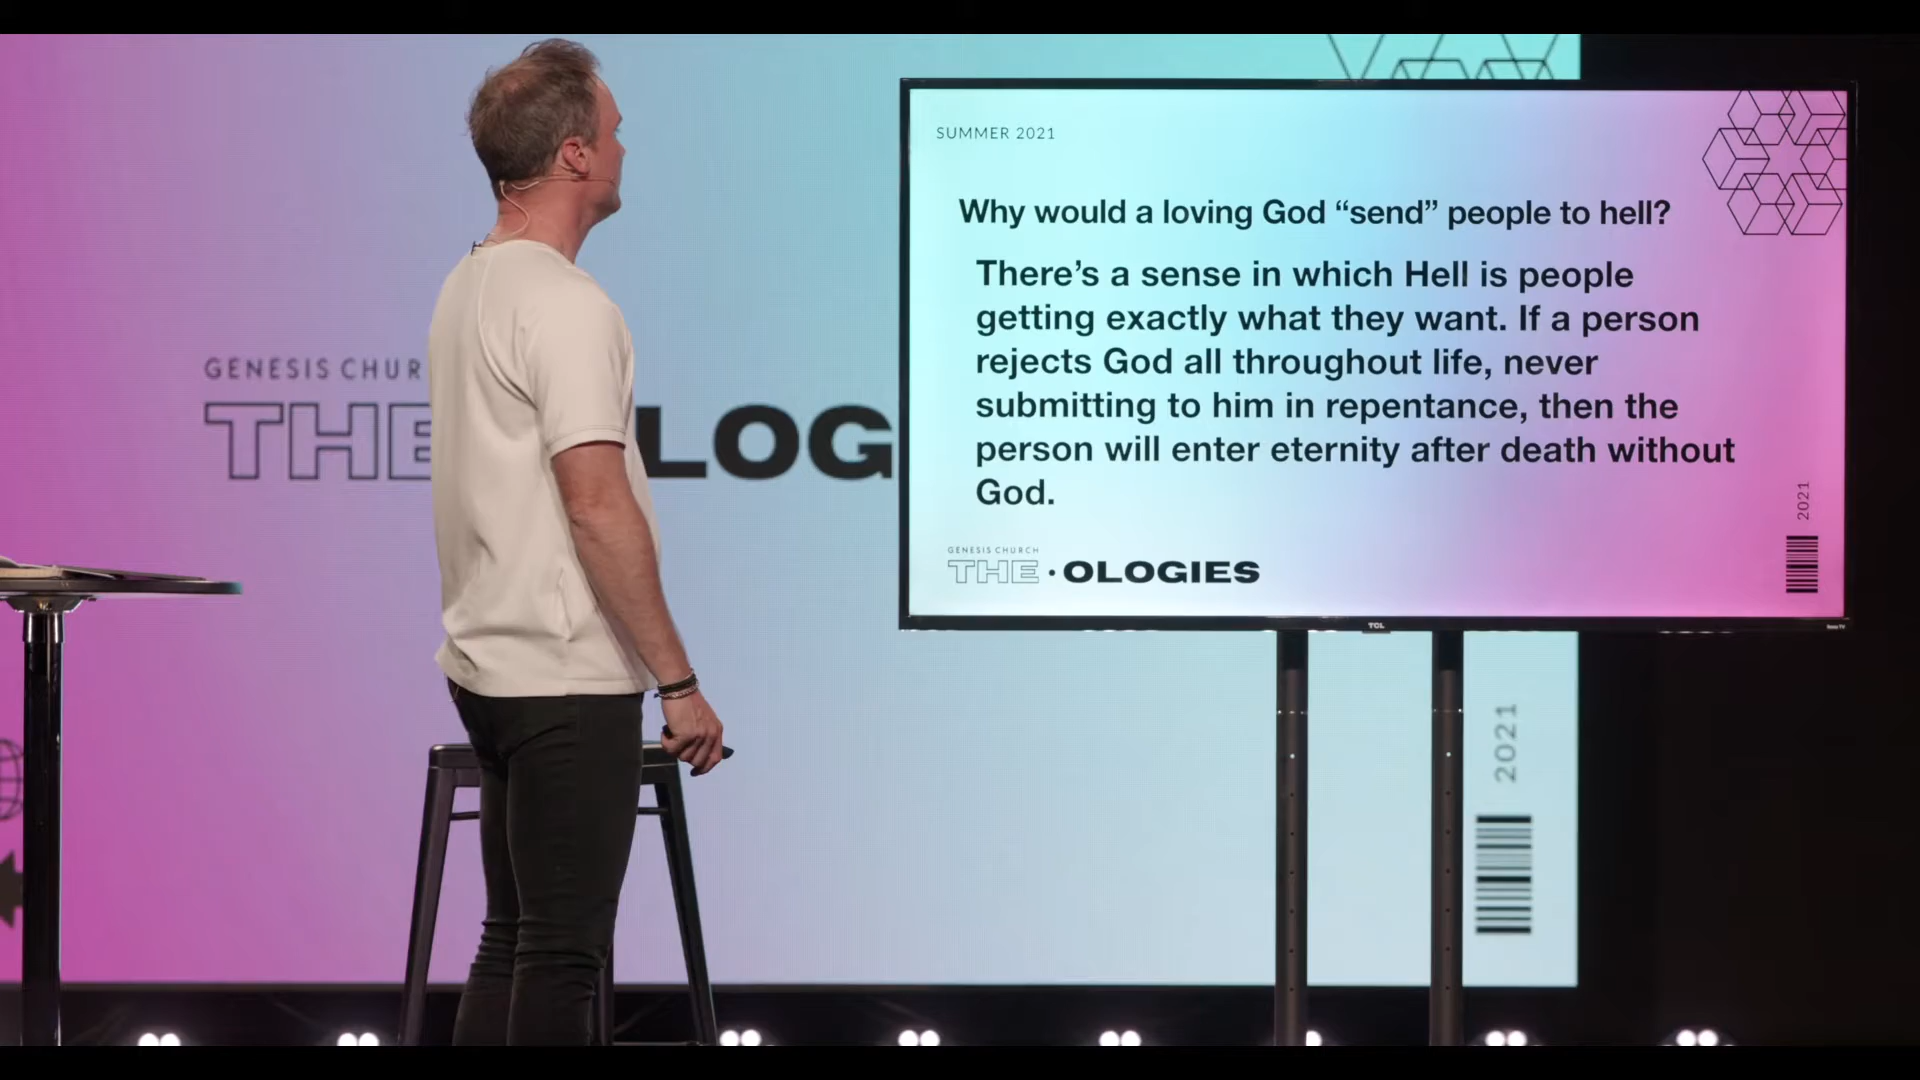 SUMMER 2021
Why would a loving God “send” people to hell?
There’s a sense in which Hell is people
getting exactly what they want. If a person
rejects God all throughout life, never
submitting to him in repentance, then the
person will enter eternity after death without
God.
2021
GENESIS CHURCH
THE · OLOGIES
TCL
GENESIS CHUR
THE LOG
2021